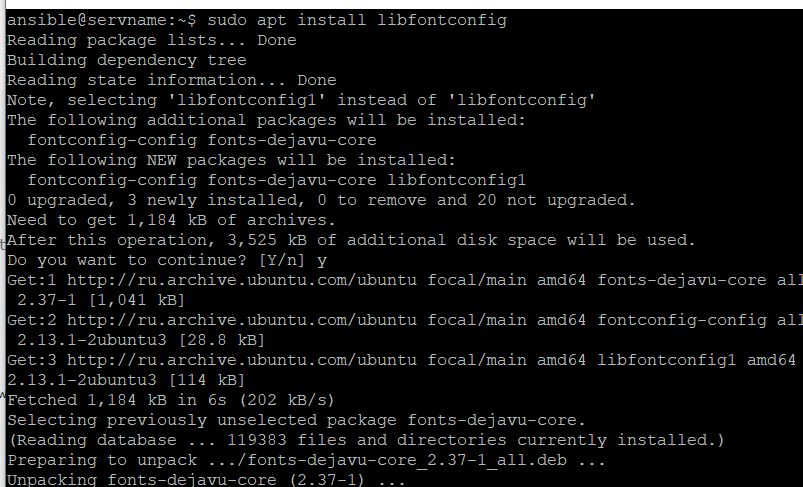 ansible@servname:~$ sudo apt install libfontconfig
Reading package lists... Done
Building dependency tree
Reading state information... Done
Note, selecting 'libfontconfig1' instead of 'libfontconfig'
The following additional packages will be installed:
  fontconfig-config fonts-dejavu-core
The following NEW packages will be installed:
  fontconfig-config fonts-dejavu-core libfontconfig1
0 upgraded, 3 newly installed, 0 to remove and 20 not upgraded.
Need to get 1,184 kB of archives.
After this operation, 3,525 kB of additional disk space will be used.
Do you want to continue? [Y/n] y
Get:1 http://ru.archive.ubuntu.com/ubuntu focal/main amd64 fonts-dejavu-core all
 2.37-1 [1,041 kB]
Get:2 http://ru.archive.ubuntu.com/ubuntu focal/main amd64 fontconfig-config all
 2.13.1-2ubuntu3 [28.8 kB]
Get:3 http://ru.archive.ubuntu.com/ubuntu focal/main amd64 libfontconfig1 amd64
2.13.1-2ubuntu3 [114 kB]
Fetched 1,184 kB in 6s (202 kB/s)
Selecting previously unselected package fonts-dejavu-core.
(Reading database ... 119383 files and directories currently installed.)
Preparing to unpack .../fonts-dejavu-core_2.37-1_all.deb ...
Unpacking fonts-dejavu-core (2.37-1) ...